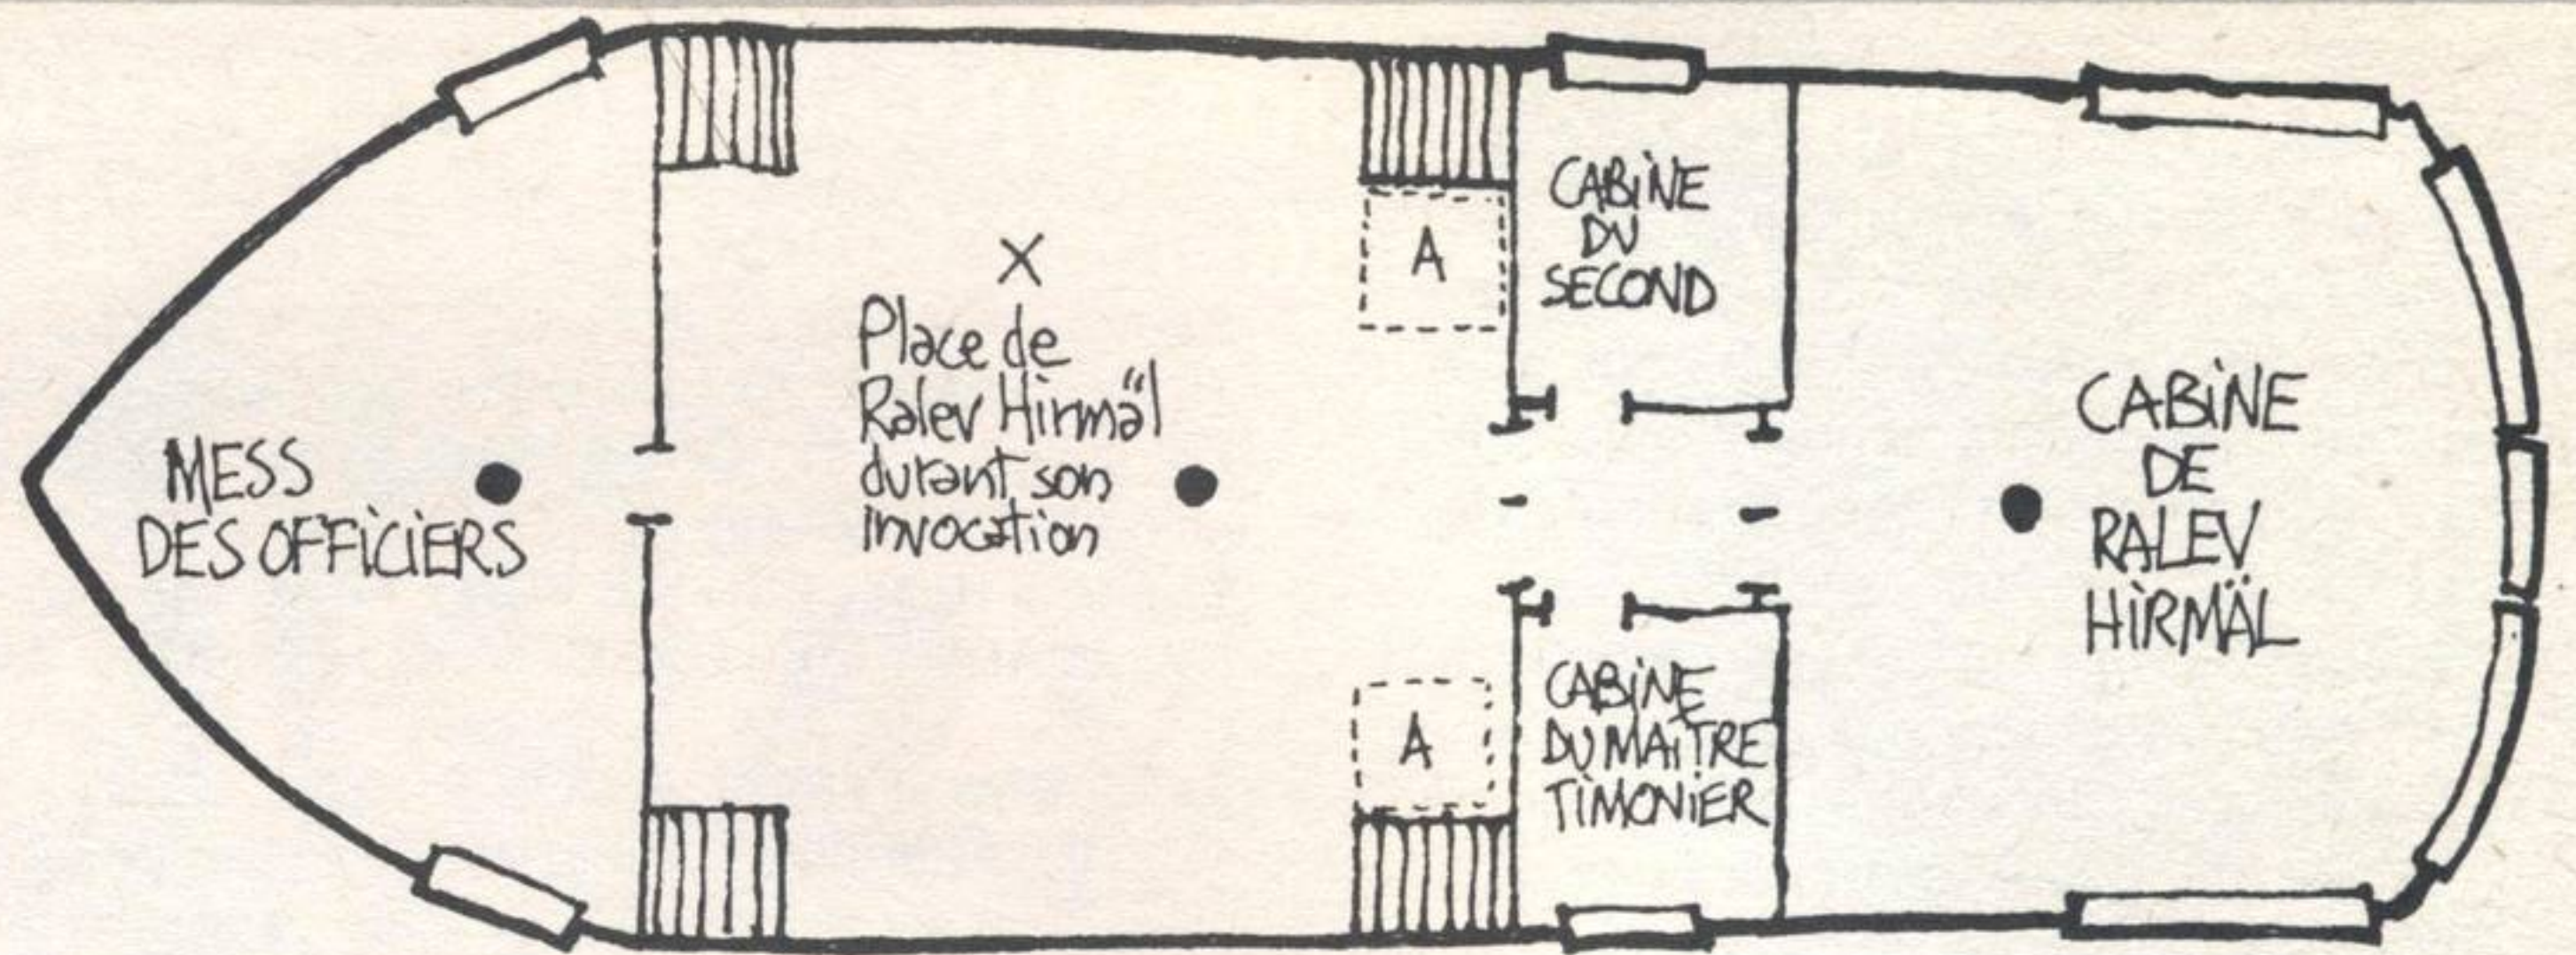 MESS
DES OFFICIERS
X
Place de
Ralev Hirmäl
durant son
invocation
A
A
CABINE
DU
SECOND
CABINE
DU MAÎTRE
TIMONIER
CABINE
DE
RALEV
HIRMÄL